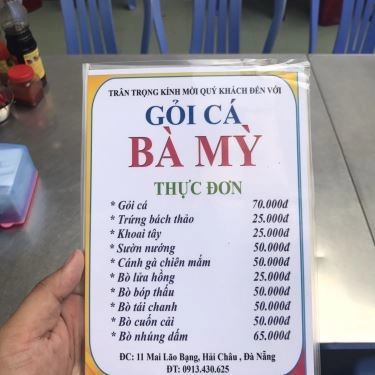 TRÂN TRỌNG KÍNH MỜI QUÝ KHÁCH ĐẾN VỚI
GỎI CÁ
BÀ MỲ
THỰC ĐƠN
* Gỏi cá 70.000đ
* Trứng bách thảo 25.000đ
* Khoai tây 25.000đ
* Sườn nướng 50.000đ
* Cánh gà chiên mắm 50.000đ
* Bò lửa hồng 25.000đ
* Bò bóp thấu 50.000đ
* Bò tái chanh 50.000đ
* Bò cuốn cải 50.000đ
* Bò nhúng dấm 65.000đ
ĐC: 11 Mai Lão Bạng, Hải Châu, Đà Nẵng
ĐT: 0913.430.625